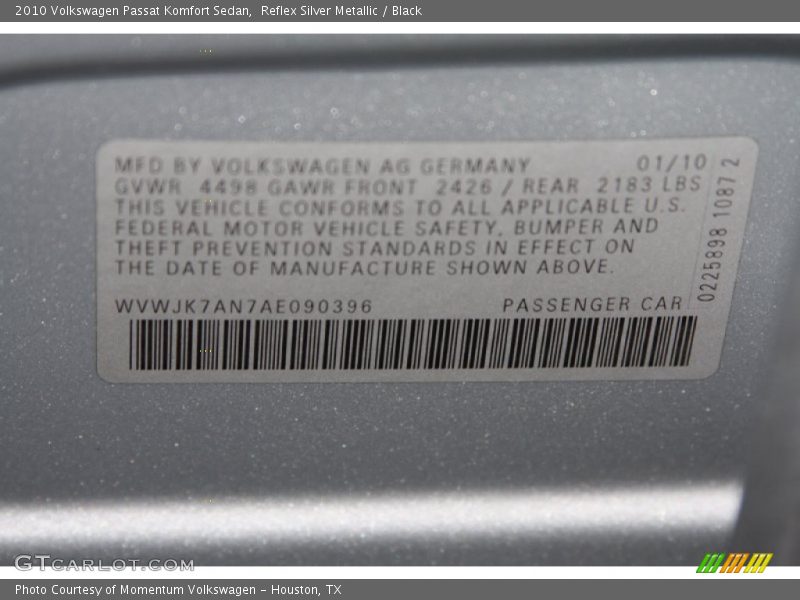 2010 Volkswagen Passat Komfort Sedan,  Reflex Silver Metallic / Black
MFD BY VOLKSWAGEN AG GERMANY 01/10
GVWR 4498 GAWR FRONT 2426 / REAR 2183 LBS
THIS VEHICLE CONFORMS TO ALL APPLICABLE U.S.
FEDERAL MOTOR VEHICLE SAFETY, BUMPER AND
THEFT PREVENTION STANDARDS IN EFFECT ON
THE DATE OF MANUFACTURE SHOWN ABOVE.
WVWJK7AN7AE090396 PASSENGER CAR
0225898 10872
GTCARLOT.COM
Photo Courtesy of Momentum Volkswagen - Houston, TX